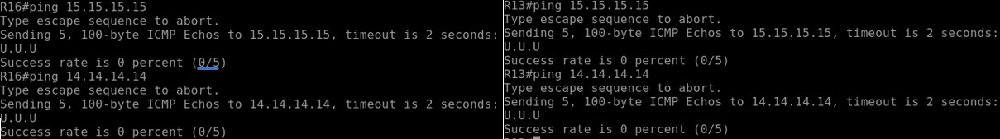 R16#ping 15.15.15.15
Type escape sequence to abort.
Sending 5, 100-byte ICMP Echos to 15.15.15.15, timeout is 2 seconds:
U.U.U
Success rate is 0 percent (0/5)
R16#ping 14.14.14.14
Type escape sequence to abort.
Sending 5, 100-byte ICMP Echos to 14.14.14.14, timeout is 2 seconds:
U.U.U
Success rate is 0 percent (0/5)
R13#ping 15.15.15.15
Type escape sequence to abort.
Sending 5, 100-byte ICMP Echos to 15.15.15.15, timeout is 2 seconds:
U.U.U
Success rate is 0 percent (0/5)
R13#ping 14.14.14.14
Type escape sequence to abort.
Sending 5, 100-byte ICMP Echos to 14.14.14.14, timeout is 2 seconds:
U.U.U
Success rate is 0 percent (0/5)